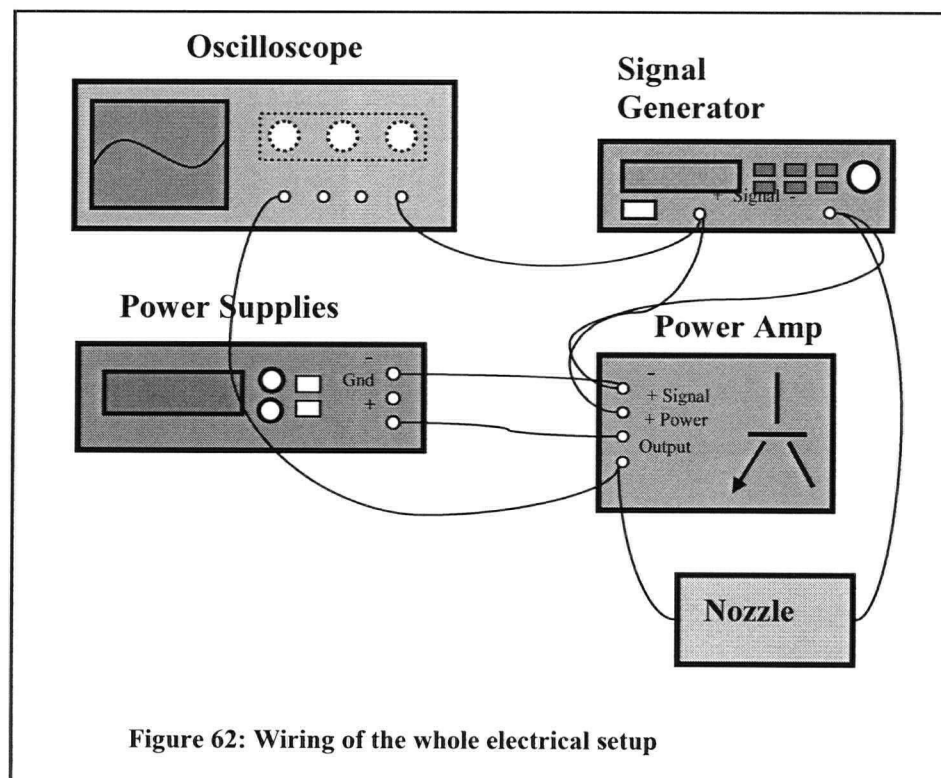 Oscilloscope
Signal
Generator
+ Signal -
Power Supplies
-
Gnd
+
Power Amp
-
+ Signal
+ Power
Output
Nozzle
Figure 62: Wiring of the whole electrical setup